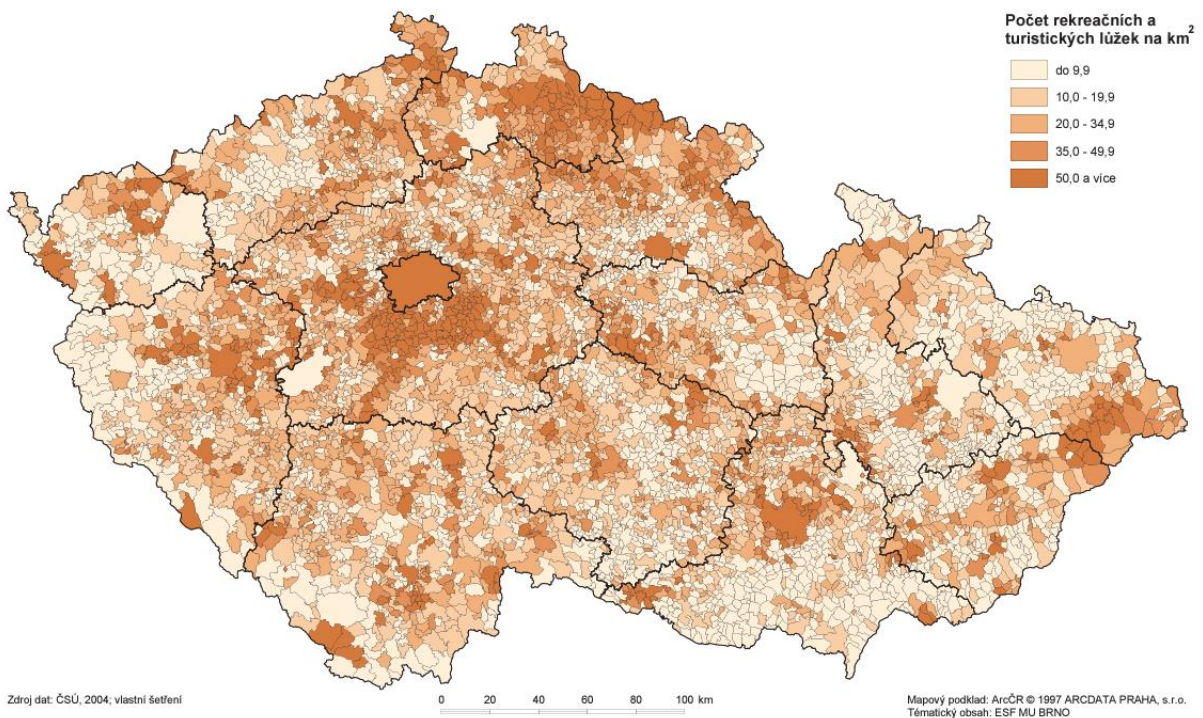 Počet rekreačních a
turistických lůžek na km²
do 9,9
10,0 - 19,9
20,0 - 34,9
35,0 - 49,9
50,0 a více
Zdroj dat: ČSÚ, 2004; vlastní šetření
0 20 40 60 80 100 km
Mapový podklad: ArcČR © 1997 ARCDATA PRAHA, s.r.o.
Tématický obsah: ESF MU BRNO